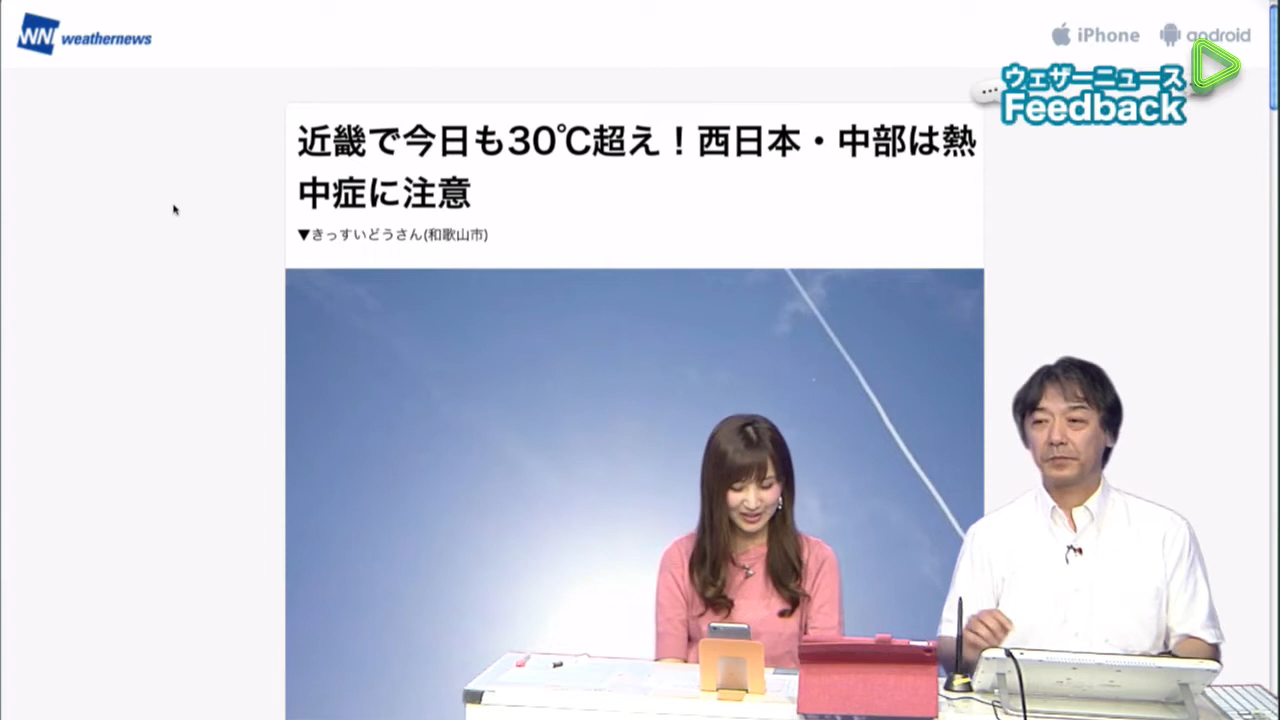 WNI weathernews
iPhone android
ウェザーニュース
Feedback
近畿で今日も30℃超え！西日本・中部は熱
中症に注意
▼きっすいどうさん(和歌山市)